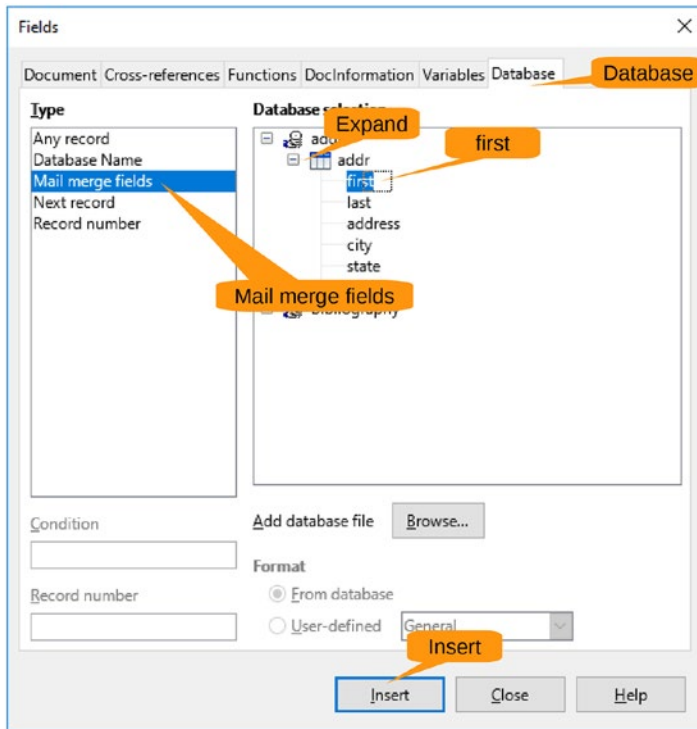 Fields
Document Cross-references Functions DocInformation Variables Database
Database
Type
Any record
Database Name
Mail merge fields
Next record
Record number
Mail merge fields
Database selection
Expand
first
addr
first
last
address
city
state
Condition
Record number
Add database file Browse...
Format
From database
User-defined General
Insert
Insert Close Help